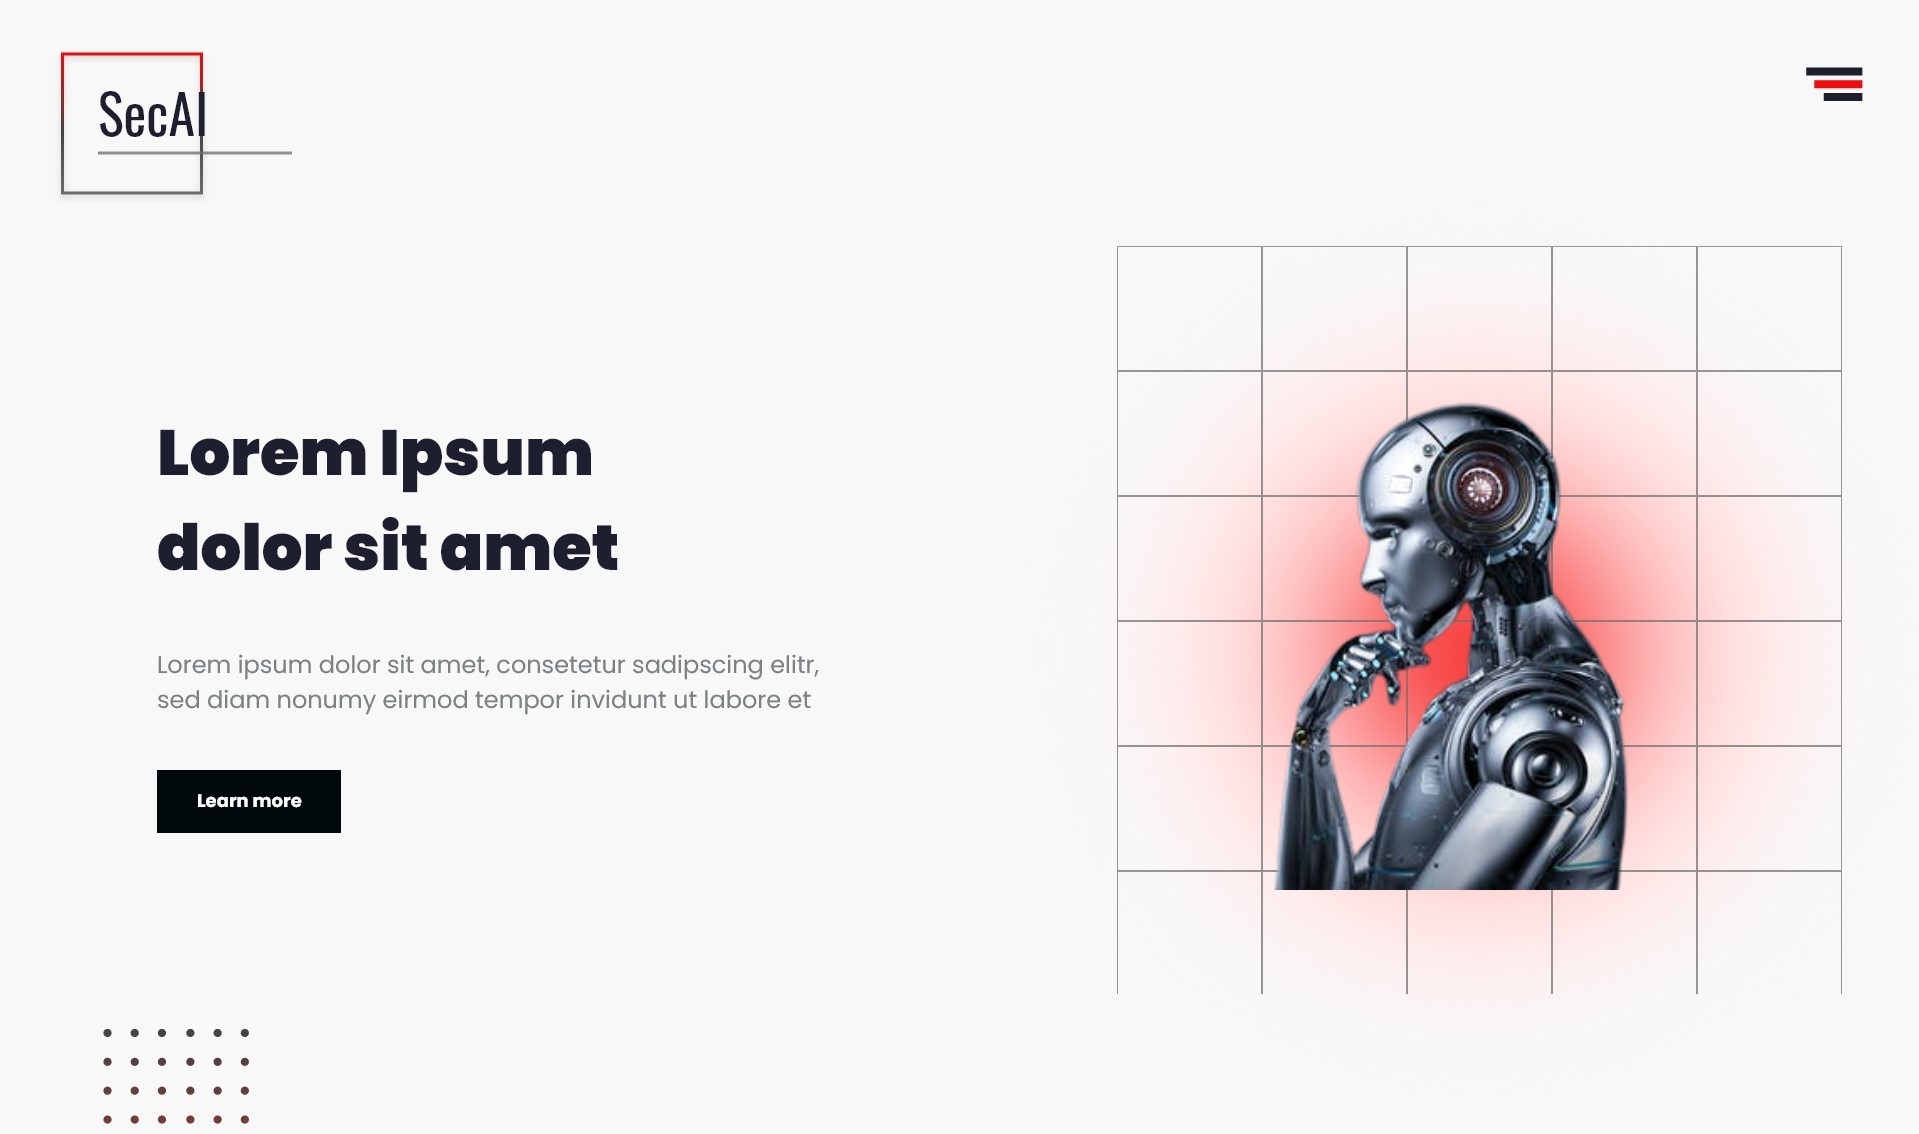 SecAI
Lorem Ipsum
dolor sit amet
Lorem ipsum dolor sit amet, consetetur sadipscing elitr,
sed diam nonumy eirmod tempor invidunt ut labore et
Learn more